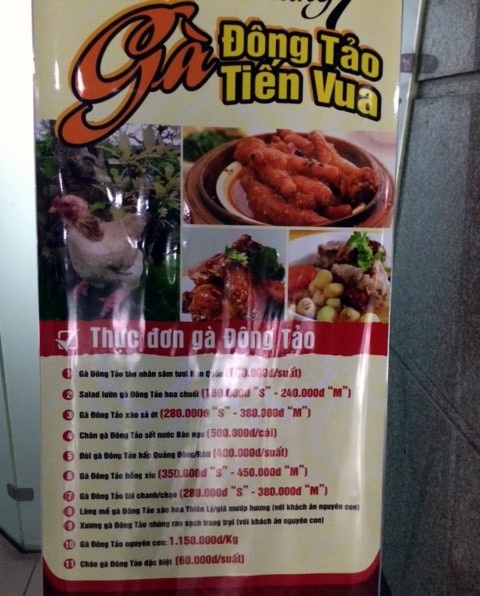 Gà Đông Tảo
Tiến Vua
Thực đơn gà Đông Tảo
1 Gà Đông Tảo tần nhân sâm tươi Hàn Quốc
2 Salad lườn gà Đông Tảo hoa chuối "S" - 240.000đ "M")
3 Gà Đông Tảo xào sả ớt (280.000đ "S" - 380.000đ "M")
4 Chân gà Đông Tảo sốt nước Bào ngư (500.000đ/cái)
5 Đùi gà Đông Tảo hấp Quảng Đông (400.000đ/suất)
6 Gà Đông Tảo hồng xíu (350.000đ "S" - 450.000đ "M")
7 Gà Đông Tảo tái chanh/chao (280.000đ "S" - 380.000đ "M")
8 Lòng mề gà Đông Tảo xào hoa Thiên Lý/giá mướp hương (với khách ăn nguyên con)
9 Xương gà Đông Tảo nhúng rau sạch trang trại (với khách ăn nguyên con)
10 Gà Đông Tảo nguyên con: 1.150.000đ/Kg
11 Cháo gà Đông Tảo đặc biệt (60.000đ/suất)